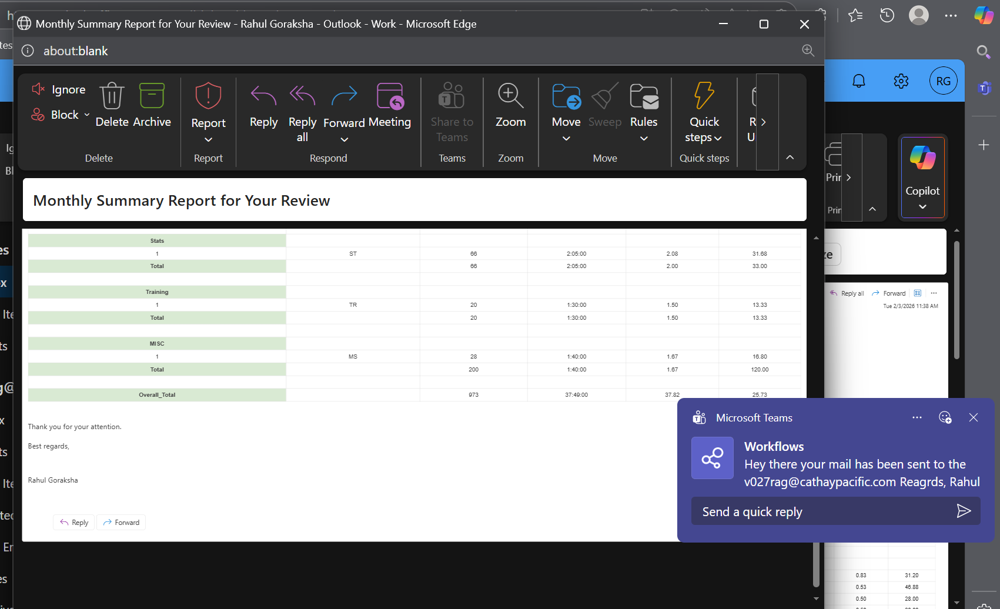 Monthly Summary Report for Your Review - Rahul Goraksha - Outlook - Work - Microsoft Edge
about:blank
Ignore
Block
Delete
Archive
Delete
Report
Report
Reply
Reply all
Forward
Meeting
Respond
Share to Teams
Teams
Zoom
Zoom
Move
Sweep
Rules
Move
Quick steps
Quick steps
R
U
RG
Prir
Prir
Copilot
Monthly Summary Report for Your Review
ze
Reply all Forward
Tue 2/3/2026 11:38 AM
Stats
1 ST 66 2:05:00 2.08 31.68
Total 66 2:05:00 2.00 33.00
Training
1 TR 20 1:30:00 1.50 13.33
Total 20 1:30:00 1.50 13.33
MISC
1 MS 28 1:40:00 1.67 16.80
Total 200 1:40:00 1.67 120.00
Overall_Total 973 37:49:00 37.82 25.73
Thank you for your attention.
Best regards,
Rahul Goraksha
Reply Forward
Microsoft Teams
Workflows
Hey there your mail has been sent to the
v027rag@cathaypacific.com Reagrds, Rahul
Send a quick reply
0.83 31.20
0.53 46.88
0.50 28.00